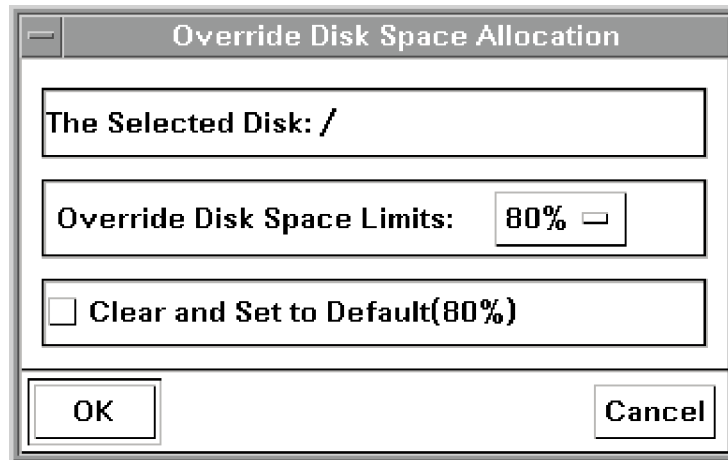 Override Disk Space Allocation
The Selected Disk: /
Override Disk Space Limits: 80%
Clear and Set to Default(80%)
OK Cancel